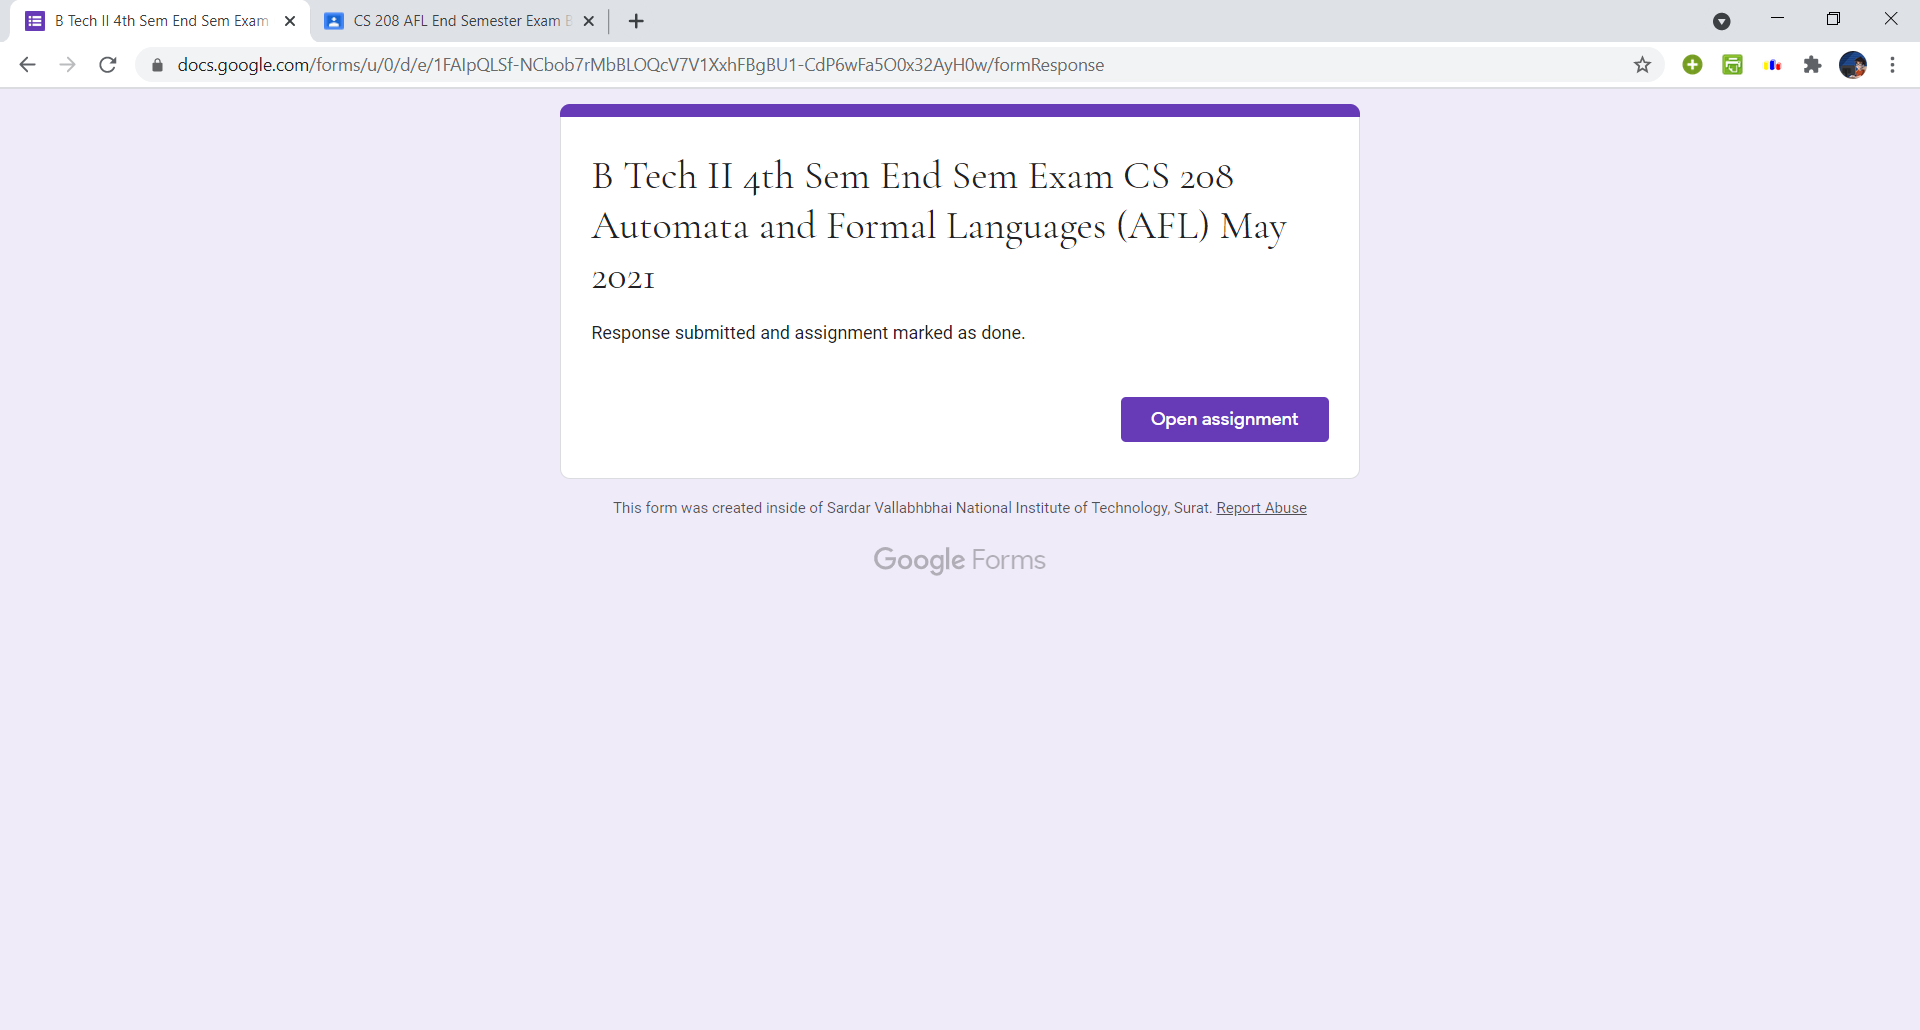 B Tech II 4th Sem End Sem Exam
CS 208 AFL End Semester Exam
docs.google.com/forms/u/0/d/e/1FAIpQLSf-NCbob7rMbBLOQcV7V1XxhFBgBU1-CdP6wFa5O0x32AyH0w/formResponse
B Tech II 4th Sem End Sem Exam CS 208
Automata and Formal Languages (AFL) May
2021
Response submitted and assignment marked as done.
Open assignment
This form was created inside of Sardar Vallabhbhai National Institute of Technology, Surat. Report Abuse
Google Forms